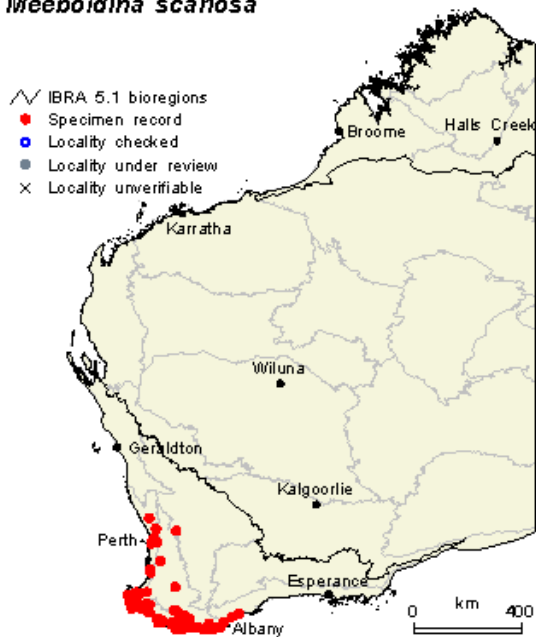 Meeboldina scariosa
IBRA 5.1 bioregions
Specimen record
Locality checked
Locality under review
Locality unverifiable
Broome
Halls Creek
Karratha
Wiluna
Geraldton
Kalgoorlie
Perth
Esperance
Albany
0 km 400